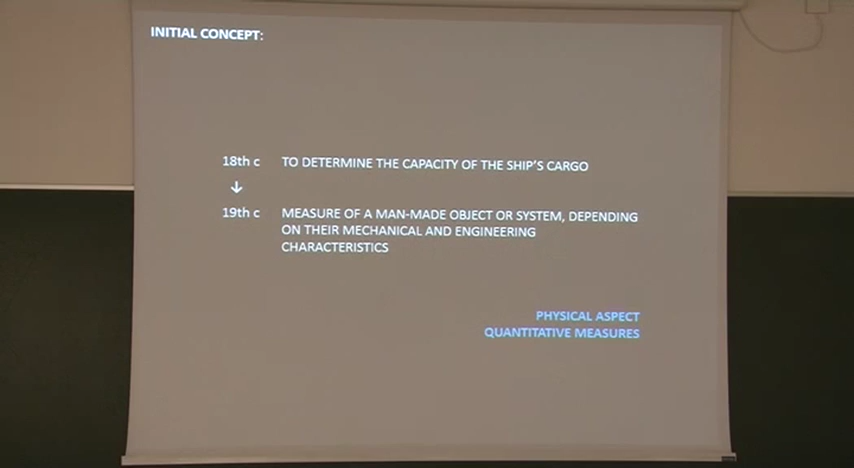 INITIAL CONCEPT:
18th c TO DETERMINE THE CAPACITY OF THE SHIP'S CARGO
↓
19th c MEASURE OF A MAN-MADE OBJECT OR SYSTEM, DEPENDING
ON THEIR MECHANICAL AND ENGINEERING
CHARACTERISTICS
PHYSICAL ASPECT
QUANTITATIVE MEASURES